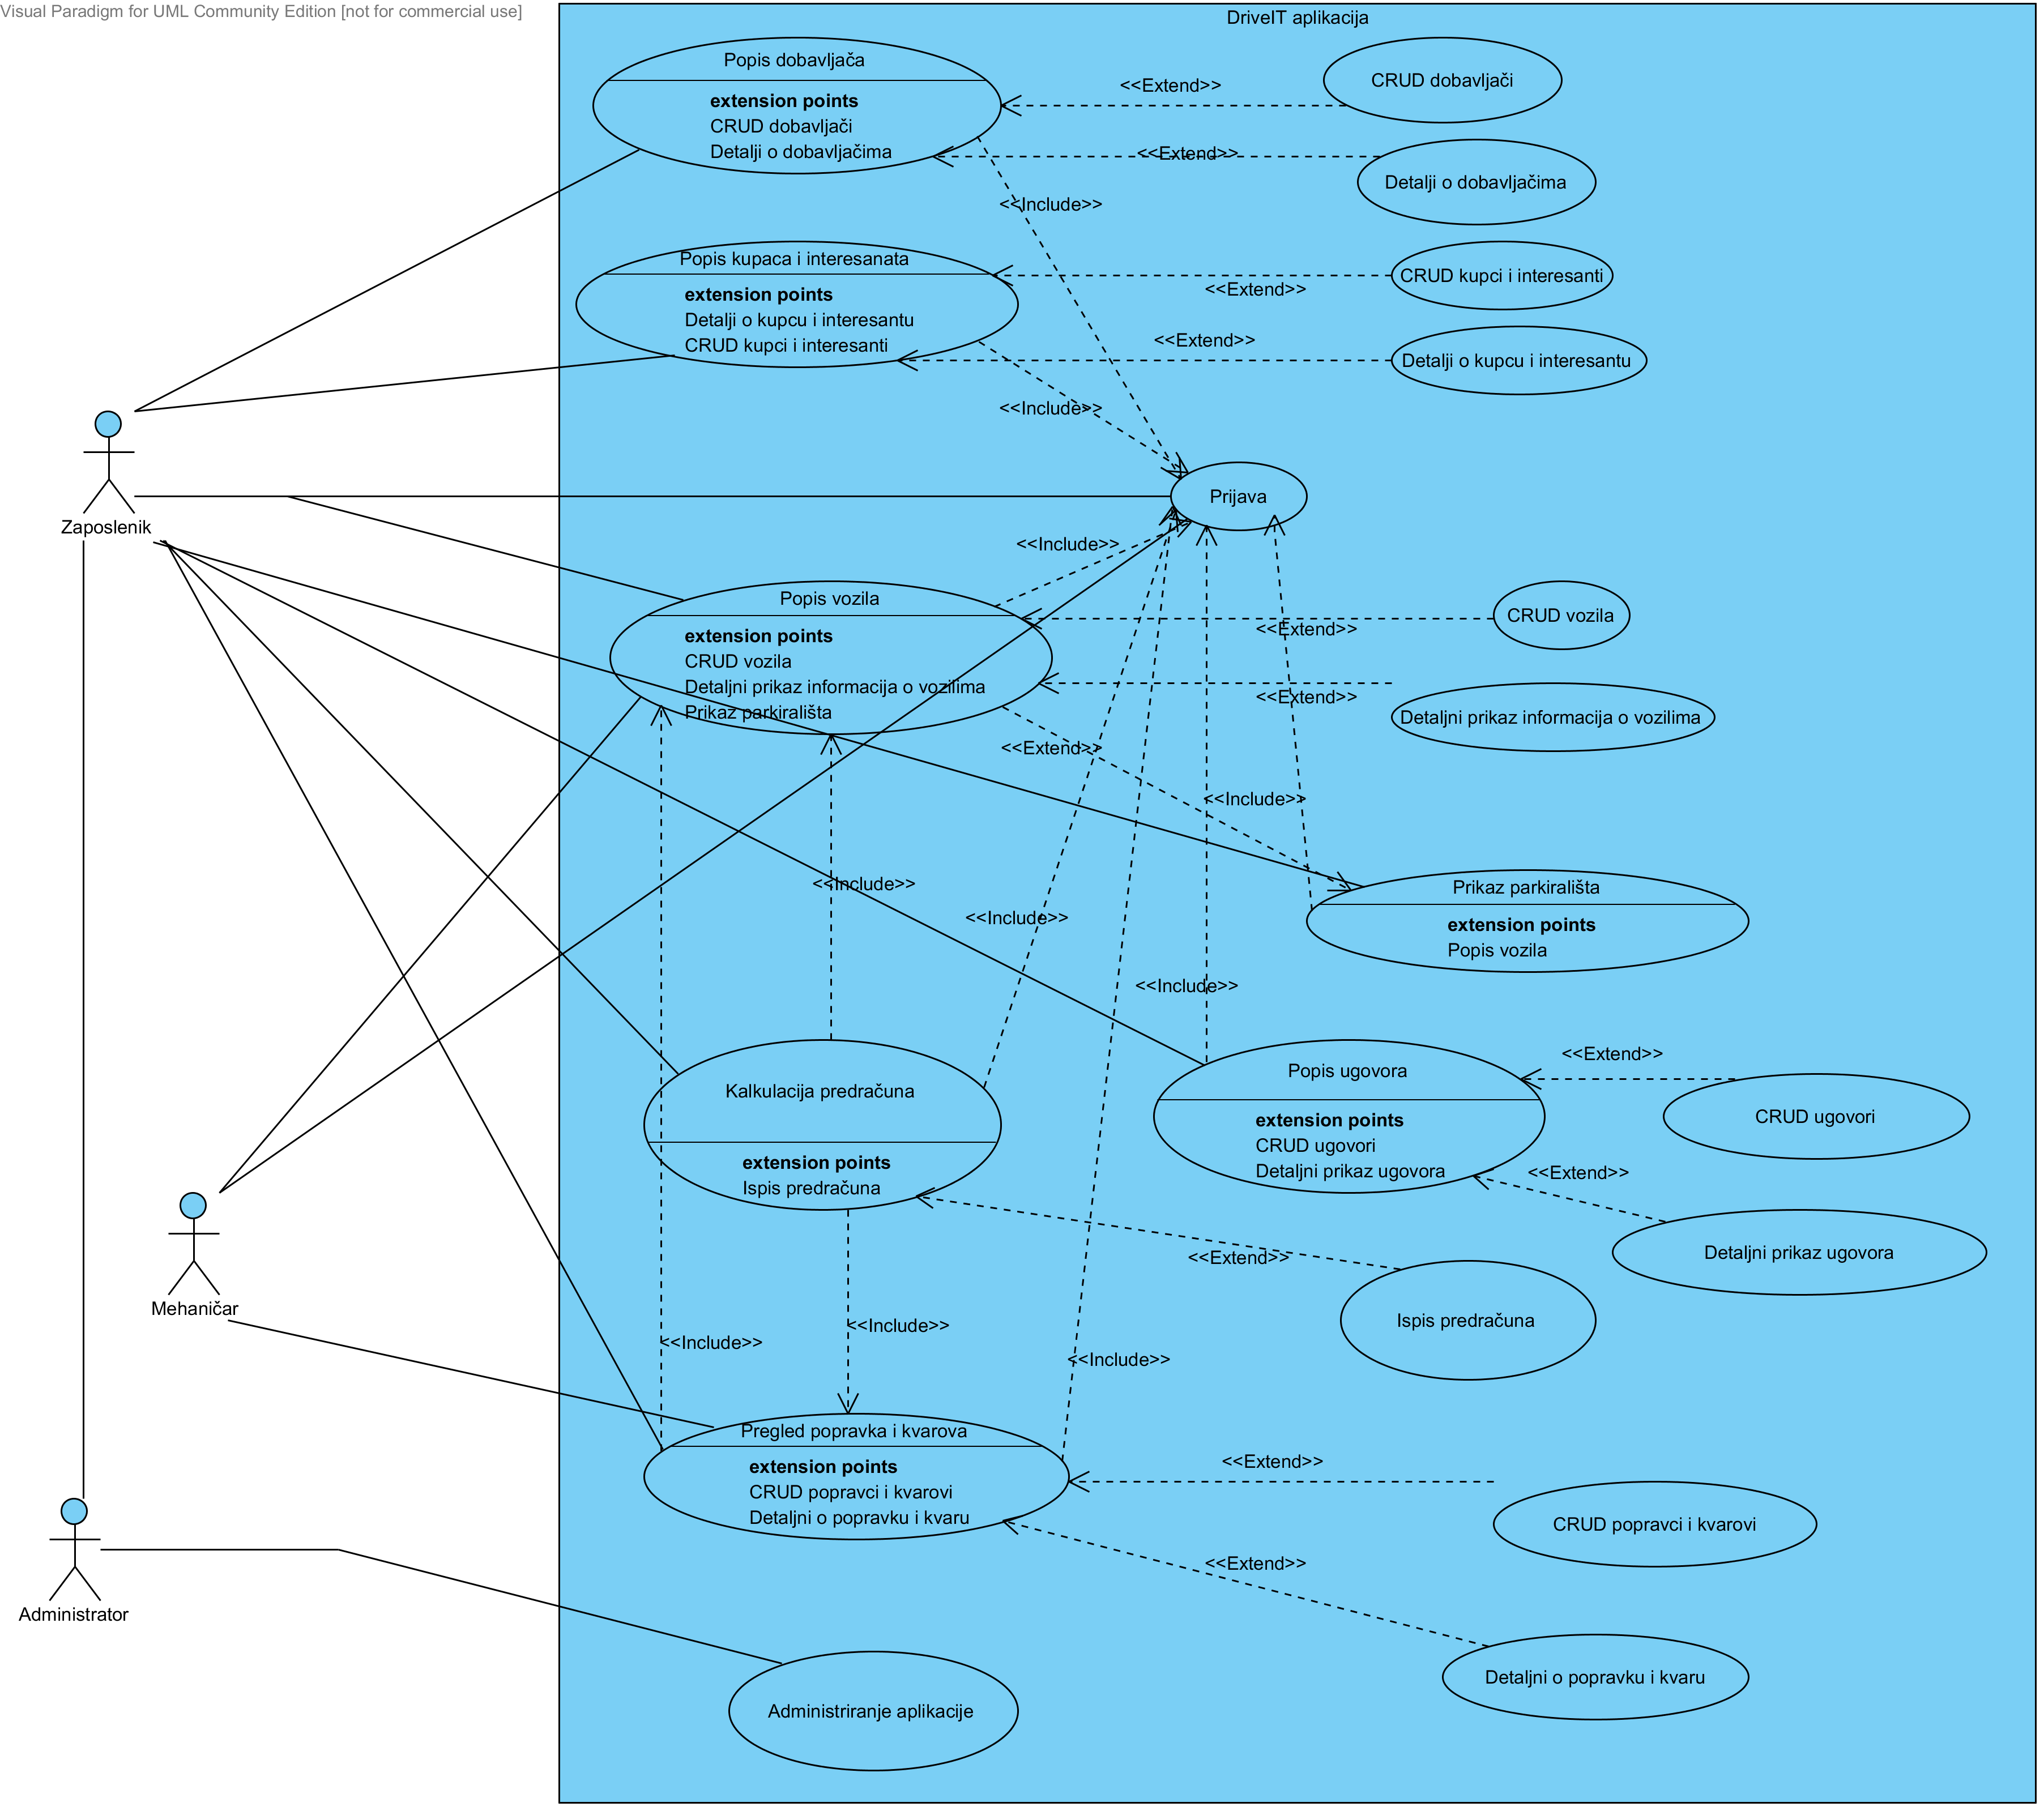 Visual Paradigm for UML Community Edition [not for commercial use]
DriveIT aplikacija
Popis dobavljača
extension points
CRUD dobavljači
Detalji o dobavljačima
<<Extend>>
CRUD dobavljači
<<Extend>>
Detalji o dobavljačima
<<Include>>
Popis kupaca i interesanata
extension points
Detalji o kupcu i interesantu
CRUD kupci i interesanti
<<Extend>>
CRUD kupci i interesanti
<<Extend>>
Detalji o kupcu i interesantu
<<Include>>
Zaposlenik
Prijava
<<Include>>
Popis vozila
extension points
CRUD vozila
Detaljni prikaz informacija o vozilima
Prikaz parkirališta
<<Extend>>
CRUD vozila
<<Extend>>
Detaljni prikaz informacija o vozilima
<<Extend>>
<<Include>>
Prikaz parkirališta
extension points
Popis vozila
<<Include>>
<<Include>>
<<Include>>
Kalkulacija predračuna
extension points
Ispis predračuna
Popis ugovora
extension points
CRUD ugovori
Detaljni prikaz ugovora
<<Extend>>
CRUD ugovori
<<Extend>>
Detaljni prikaz ugovora
<<Extend>>
Ispis predračuna
Mehaničar
<<Include>>
<<Include>>
<<Include>>
Pregled popravka i kvarova
extension points
CRUD popravci i kvarovi
Detaljni o popravku i kvaru
<<Extend>>
CRUD popravci i kvarovi
<<Extend>>
Detaljni o popravku i kvaru
Administrator
Administriranje aplikacije